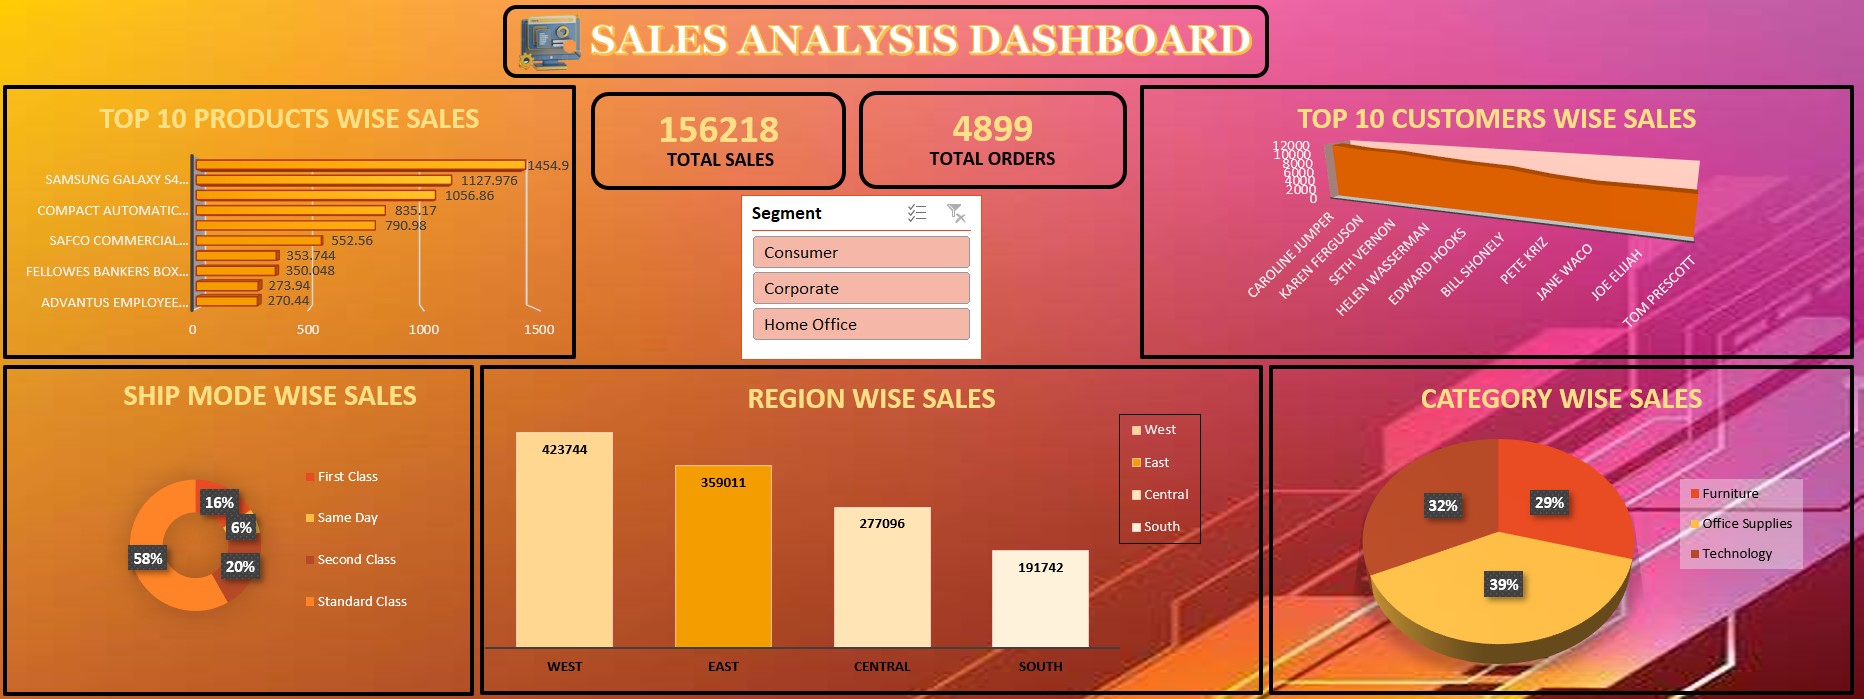 SALES ANALYSIS DASHBOARD
TOP 10 PRODUCTS WISE SALES
1454.9
SAMSUNG GALAXY S4...
1127.976
1056.86
COMPACT AUTOMATIC...
835.17
790.98
SAFCO COMMERCIAL...
552.56
353.744
FELLOWES BANKERS BOX...
350.048
273.94
ADVANTUS EMPLOYEE...
270.44
0
500
1000
1500
156218
TOTAL SALES
4899
TOTAL ORDERS
Segment
Consumer
Corporate
Home Office
TOP 10 CUSTOMERS WISE SALES
12000
10000
8000
6000
4000
2000
0
CAROLINE JUMPER
KAREN FERGUSON
SETH VERNON
HELEN WASSERMAN
EDWARD HOOKS
BILL SHONELY
PETE KRIZ
JANE WACO
JOE ELIJAH
TOM PRESCOTT
SHIP MODE WISE SALES
16%
6%
20%
58%
First Class
Same Day
Second Class
Standard Class
REGION WISE SALES
423744
359011
277096
191742
WEST
EAST
CENTRAL
SOUTH
West
East
Central
South
CATEGORY WISE SALES
32%
29%
39%
Furniture
Office Supplies
Technology